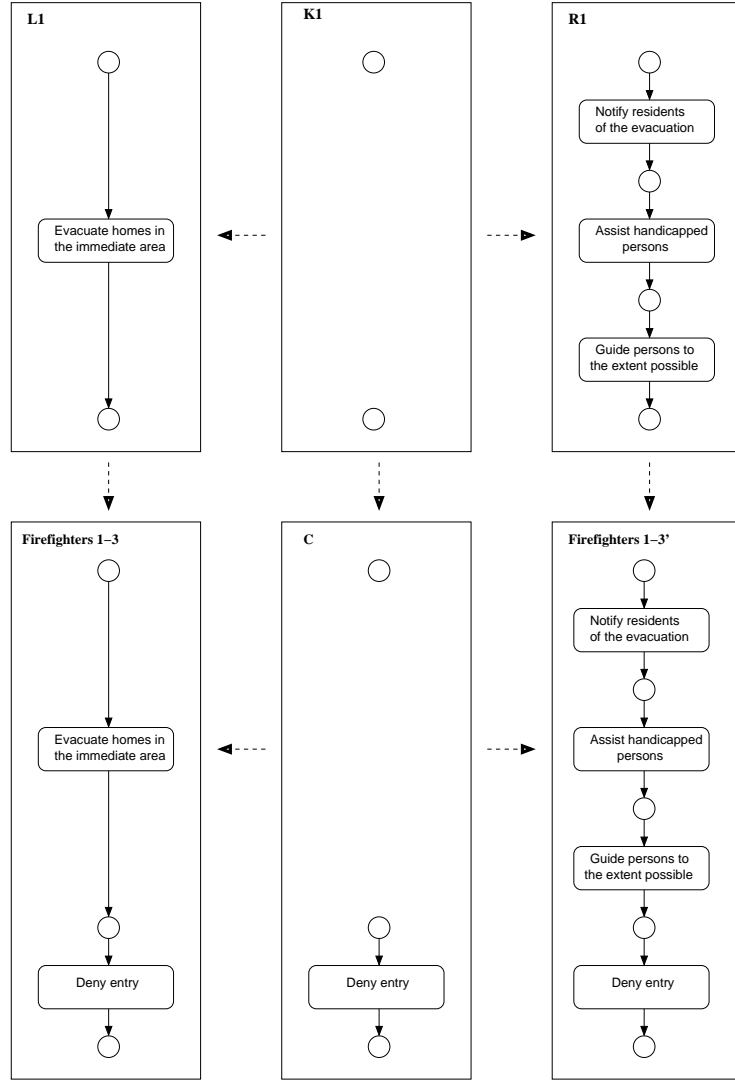 L1
Evacuate homes in
the immediate area
K1
R1
Notify residents
of the evacuation
Assist handicapped
persons
Guide persons to
the extent possible
Firefighters 1–3
Evacuate homes in
the immediate area
Deny entry
C
Deny entry
Firefighters 1–3’
Notify residents
of the evacuation
Assist handicapped
persons
Guide persons to
the extent possible
Deny entry